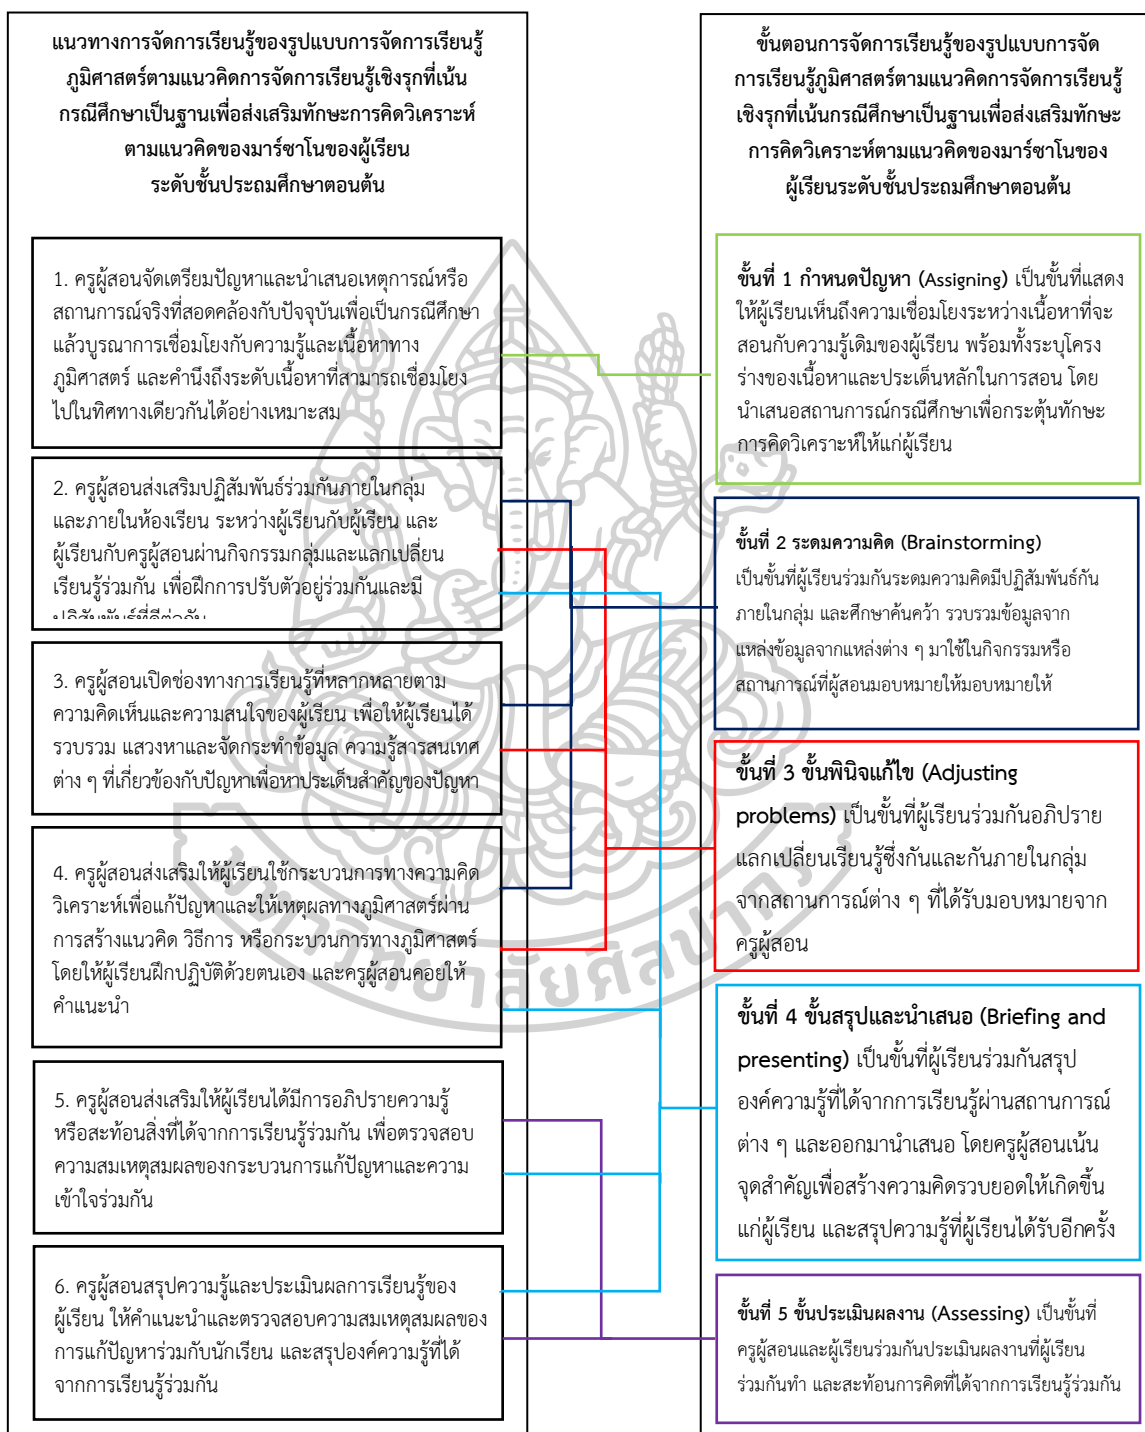 แนวทางการจัดการเรียนรู้ของรูปแบบการจัดการเรียนรู้
ภูมิศาสตร์ตามแนวคิดการจัดการเรียนรู้เชิงรุกที่เน้น
กรณีศึกษาเป็นฐานเพื่อส่งเสริมทักษะการคิดวิเคราะห์
ตามแนวคิดของมาร์ซาโนของผู้เรียน
ระดับชั้นประถมศึกษาตอนต้น
1. ครูผู้สอนจัดเตรียมปัญหาและนำเสนอเหตุการณ์หรือ
สถานการณ์จริงที่สอดคล้องกับปัจจุบันเพื่อเป็นกรณีศึกษา
แล้วบูรณาการเชื่อมโยงกับความรู้และเนื้อหาทาง
ภูมิศาสตร์ และคำนึงถึงระดับเนื้อหาที่สามารถเชื่อมโยง
ไปในทิศทางเดียวกันได้อย่างเหมาะสม
2. ครูผู้สอนส่งเสริมปฏิสัมพันธ์ร่วมกันภายในกลุ่ม
และภายในห้องเรียน ระหว่างผู้เรียนกับผู้เรียน และ
ผู้เรียนกับครูผู้สอนผ่านกิจกรรมกลุ่มและแลกเปลี่ยน
เรียนรู้ร่วมกัน เพื่อฝึกการปรับตัวอยู่ร่วมกันและมี
ปฏิสัมพันธ์ที่ดีต่อกัน
3. ครูผู้สอนเปิดช่องทางการเรียนรู้ที่หลากหลายตาม
ความคิดเห็นและความสนใจของผู้เรียน เพื่อให้ผู้เรียนได้
รวบรวม แสวงหาและจัดกระทำข้อมูล ความรู้สารสนเทศ
ต่าง ๆ ที่เกี่ยวข้องกับปัญหาเพื่อหาประเด็นสำคัญของปัญหา
4. ครูผู้สอนส่งเสริมให้ผู้เรียนใช้กระบวนการทางความคิด
วิเคราะห์เพื่อแก้ปัญหาและให้เหตุผลทางภูมิศาสตร์ผ่าน
การสร้างแนวคิด วิธีการ หรือกระบวนการทางภูมิศาสตร์
โดยให้ผู้เรียนฝึกปฏิบัติด้วยตนเอง และครูผู้สอนคอยให้
คำแนะนำ
5. ครูผู้สอนส่งเสริมให้ผู้เรียนได้มีการอภิปรายความรู้
หรือสะท้อนสิ่งที่ได้จากการเรียนรู้ร่วมกัน เพื่อตรวจสอบ
ความสมเหตุสมผลของกระบวนการแก้ปัญหาและความ
เข้าใจร่วมกัน
6. ครูผู้สอนสรุปความรู้และประเมินผลการเรียนรู้ของ
ผู้เรียน ให้คำแนะนำและตรวจสอบความสมเหตุสมผลของ
การแก้ปัญหาร่วมกับนักเรียน และสรุปองค์ความรู้ที่ได้
จากการเรียนรู้ร่วมกัน
ขั้นตอนการจัดการเรียนรู้ของรูปแบบการจัด
การเรียนรู้ภูมิศาสตร์ตามแนวคิดการจัดการเรียนรู้
เชิงรุกที่เน้นกรณีศึกษาเป็นฐานเพื่อส่งเสริมทักษะ
การคิดวิเคราะห์ตามแนวคิดของมาร์ซาโนของ
ผู้เรียนระดับชั้นประถมศึกษาตอนต้น
ขั้นที่ 1 กำหนดปัญหา (Assigning) เป็นขั้นที่แสดง
ให้ผู้เรียนเห็นถึงความเชื่อมโยงระหว่างเนื้อหาที่จะ
สอนกับความรู้เดิมของผู้เรียน พร้อมทั้งระบุโครง
ร่างของเนื้อหาและประเด็นหลักในการสอน โดย
นำเสนอสถานการณ์กรณีศึกษาเพื่อกระตุ้นทักษะ
การคิดวิเคราะห์ให้แก่ผู้เรียน
ขั้นที่ 2 ระดมความคิด (Brainstorming)
เป็นขั้นที่ผู้เรียนร่วมกันระดมความคิดมีปฏิสัมพันธ์กัน
ภายในกลุ่ม และศึกษาค้นคว้า รวบรวมข้อมูลจาก
แหล่งข้อมูลจากแหล่งต่าง ๆ มาใช้ในกิจกรรมหรือ
สถานการณ์ที่ผู้สอนมอบหมายให้มอบหมายให้
ขั้นที่ 3 ขั้นพินิจแก้ไข (Adjusting
problems) เป็นขั้นที่ผู้เรียนร่วมกันอภิปราย
แลกเปลี่ยนเรียนรู้ซึ่งกันและกันภายในกลุ่ม
จากสถานการณ์ต่าง ๆ ที่ได้รับมอบหมายจาก
ครูผู้สอน
ขั้นที่ 4 ขั้นสรุปและนำเสนอ (Briefing and
presenting) เป็นขั้นที่ผู้เรียนร่วมกันสรุป
องค์ความรู้ที่ได้จากการเรียนรู้ผ่านสถานการณ์
ต่าง ๆ และออกมานำเสนอ โดยครูผู้สอนเน้น
จุดสำคัญเพื่อสร้างความคิดรวบยอดให้เกิดขึ้น
แก่ผู้เรียน และสรุปความรู้ที่ผู้เรียนได้รับอีกครั้ง
ขั้นที่ 5 ขั้นประเมินผลงาน (Assessing) เป็นขั้นที่
ครูผู้สอนและผู้เรียนร่วมกันประเมินผลงานที่ผู้เรียน
ร่วมกันทำ และสะท้อนการคิดที่ได้จากการเรียนรู้ร่วมกัน
มหาวิทยาลัยศิลปากร